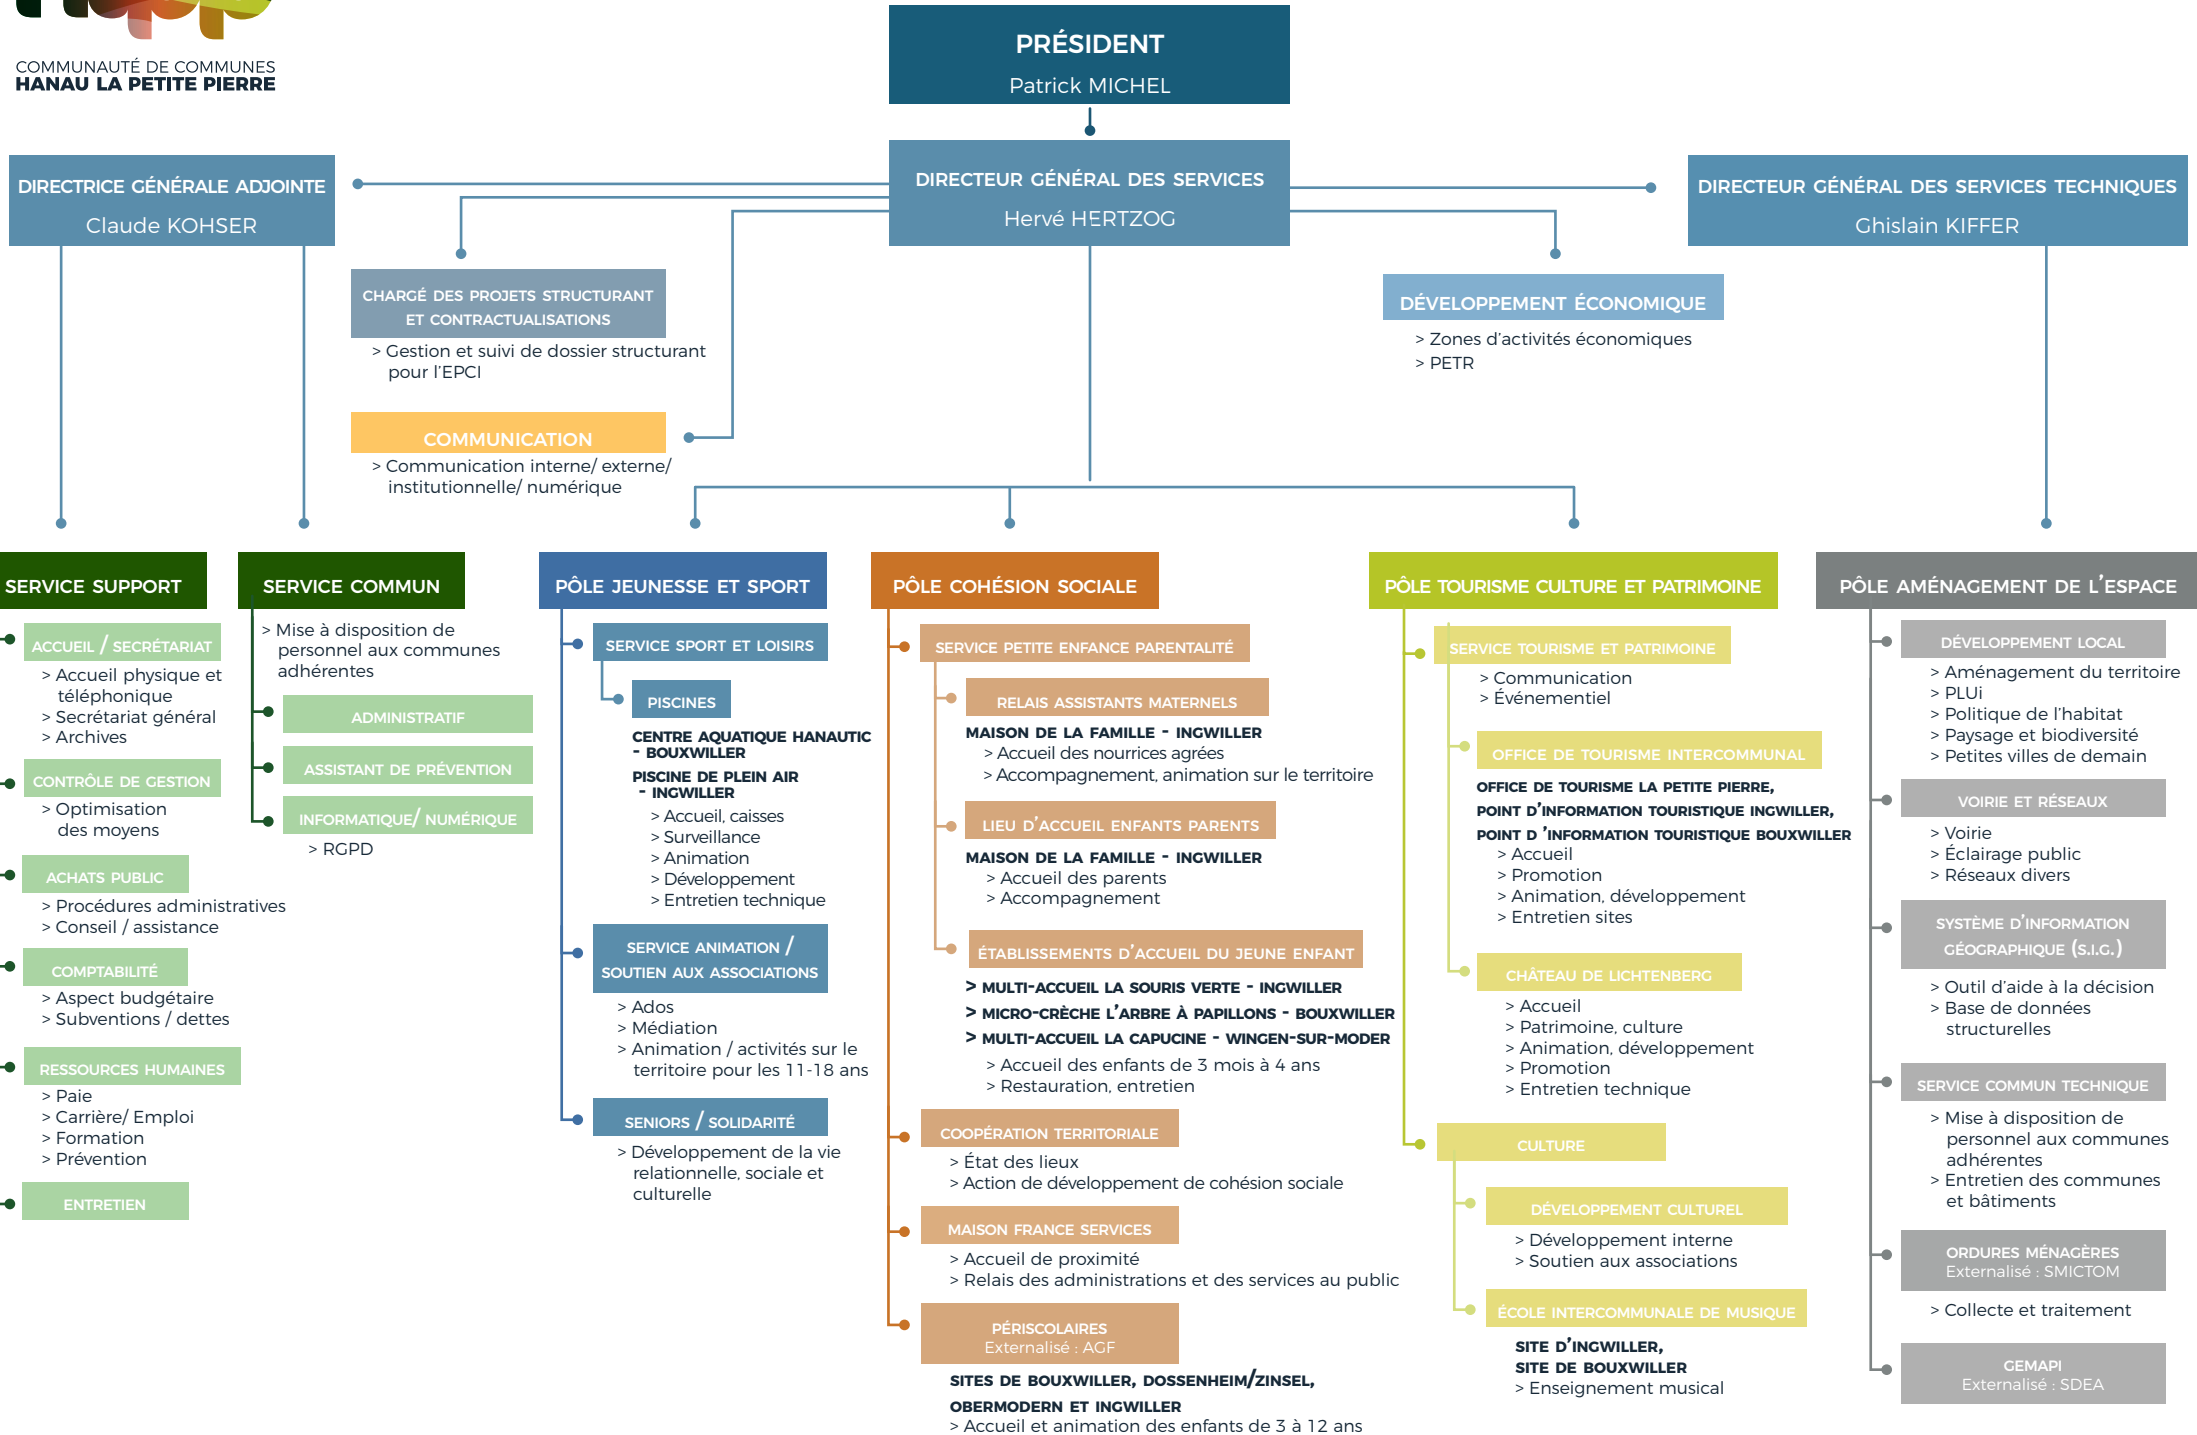 COMMUNAUTÉ DE COMMUNES
HANAU LA PETITE PIERRE
PRÉSIDENT
Patrick MICHEL
DIRECTRICE GÉNÉRALE ADJOINTE
Claude KOHSER
DIRECTEUR GÉNÉRAL DES SERVICES
Hervé HERTZOG
DIRECTEUR GÉNÉRAL DES SERVICES TECHNIQUES
Ghislain KIFFER
CHARGÉ DES PROJETS STRUCTURANT
ET CONTRACTUALISATIONS
> Gestion et suivi de dossier structurant
pour l'EPCI
COMMUNICATION
> Communication interne/ externe/
institutionnelle/ numérique
DÉVELOPPEMENT ÉCONOMIQUE
> Zones d'activités économiques
> PETR
SERVICE SUPPORT
ACCUEIL / SECRÉTARIAT
> Accueil physique et
téléphonique
> Secrétariat général
> Archives
CONTRÔLE DE GESTION
> Optimisation
des moyens
ACHATS PUBLIC
> Procédures administratives
> Conseil / assistance
COMPTABILITÉ
> Aspect budgétaire
> Subventions / dettes
RESSOURCES HUMAINES
> Paie
> Carrière/ Emploi
> Formation
> Prévention
ENTRETIEN
SERVICE COMMUN
> Mise à disposition de
personnel aux communes
adhérentes
ADMINISTRATIF
ASSISTANT DE PRÉVENTION
INFORMATIQUE/ NUMÉRIQUE
> RGPD
PÔLE JEUNESSE ET SPORT
SERVICE SPORT ET LOISIRS
PISCINES
CENTRE AQUATIQUE HANAUTIC
- BOUXWILLER
PISCINE DE PLEIN AIR
- INGWILLER
> Accueil, caisses
> Surveillance
> Animation
> Développement
> Entretien technique
SERVICE ANIMATION /
SOUTIEN AUX ASSOCIATIONS
> Ados
> Médiation
> Animation / activités sur le
territoire pour les 11-18 ans
SENIORS / SOLIDARITÉ
> Développement de la vie
relationnelle, sociale et
culturelle
PÔLE COHÉSION SOCIALE
SERVICE PETITE ENFANCE PARENTALITÉ
RELAIS ASSISTANTS MATERNELS
MAISON DE LA FAMILLE - INGWILLER
> Accueil des nourrices agrées
> Accompagnement, animation sur le territoire
LIEU D'ACCUEIL ENFANTS PARENTS
MAISON DE LA FAMILLE - INGWILLER
> Accueil des parents
> Accompagnement
ÉTABLISSEMENTS D'ACCUEIL DU JEUNE ENFANT
> MULTI-ACCUEIL LA SOURIS VERTE - INGWILLER
> MICRO-CRÈCHE L'ARBRE À PAPILLONS - BOUXWILLER
> MULTI-ACCUEIL LA CAPUCINE - WINGEN-SUR-MODER
> Accueil des enfants de 3 mois à 4 ans
> Restauration, entretien
COOPÉRATION TERRITORIALE
> État des lieux
> Action de développement de cohésion sociale
MAISON FRANCE SERVICES
> Accueil de proximité
> Relais des administrations et des services au public
PÉRISCOLAIRES
Externalisé : AGF
SITES DE BOUXWILLER, DOSSENHEIM/ZINSEL,
OBERMODERN ET INGWILLER
> Accueil et animation des enfants de 3 à 12 ans
PÔLE TOURISME CULTURE ET PATRIMOINE
SERVICE TOURISME ET PATRIMOINE
> Communication
> Événementiel
OFFICE DE TOURISME INTERCOMMUNAL
OFFICE DE TOURISME LA PETITE PIERRE,
POINT D'INFORMATION TOURISTIQUE INGWILLER,
POINT D 'INFORMATION TOURISTIQUE BOUXWILLER
> Accueil
> Promotion
> Animation, développement
> Entretien sites
CHÂTEAU DE LICHTENBERG
> Accueil
> Patrimoine, culture
> Animation, développement
> Promotion
> Entretien technique
CULTURE
DÉVELOPPEMENT CULTUREL
> Développement interne
> Soutien aux associations
ÉCOLE INTERCOMMUNALE DE MUSIQUE
SITE D'INGWILLER,
SITE DE BOUXWILLER
> Enseignement musical
PÔLE AMÉNAGEMENT DE L'ESPACE
DÉVELOPPEMENT LOCAL
> Aménagement du territoire
> PLUi
> Politique de l'habitat
> Paysage et biodiversité
> Petites villes de demain
VOIRIE ET RÉSEAUX
> Voirie
> Éclairage public
> Réseaux divers
SYSTÈME D'INFORMATION
GÉOGRAPHIQUE (S.I.G.)
> Outil d'aide à la décision
> Base de données
structurelles
SERVICE COMMUN TECHNIQUE
> Mise à disposition de
personnel aux communes
adhérentes
> Entretien des communes
et bâtiments
ORDURES MÉNAGÈRES
Externalisé : SMICTOM
> Collecte et traitement
GEMAPI
Externalisé : SDEA